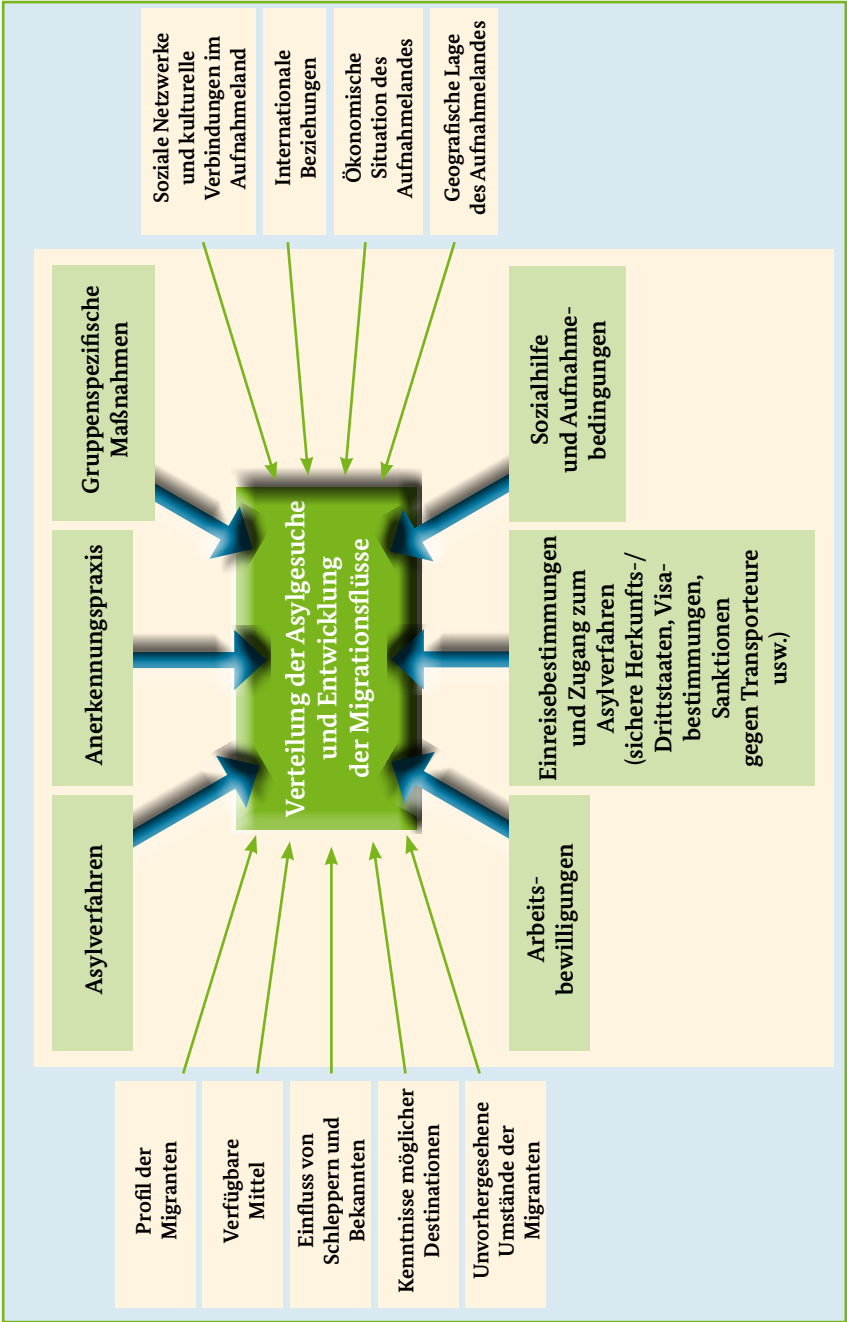 Asylverfahren
Anerkennungspraxis
Gruppenspezifische
Maßnahmen
Profil der
Migranten
Verfügbare
Mittel
Einfluss von
Schleppern und
Bekannten
Kenntnisse möglicher
Destinationen
Unvorhergesehene
Umstände der
Migranten
Verteilung der Asylgesuche
und Entwicklung
der Migrationsflüsse
Soziale Netzwerke
und kulturelle
Verbindungen im
Aufnahmeland
Internationale
Beziehungen
Ökonomische
Situation des
Aufnahmelandes
Geografische Lage
des Aufnahmelandes
Arbeits-
bewilligungen
Einreisebestimmungen
und Zugang zum
Asylverfahren
(sichere Herkunfts-/
Drittstaaten, Visa-
bestimmungen,
Sanktionen
gegen Transporteure
usw.)
Sozialhilfe
und Aufnahme-
bedingungen